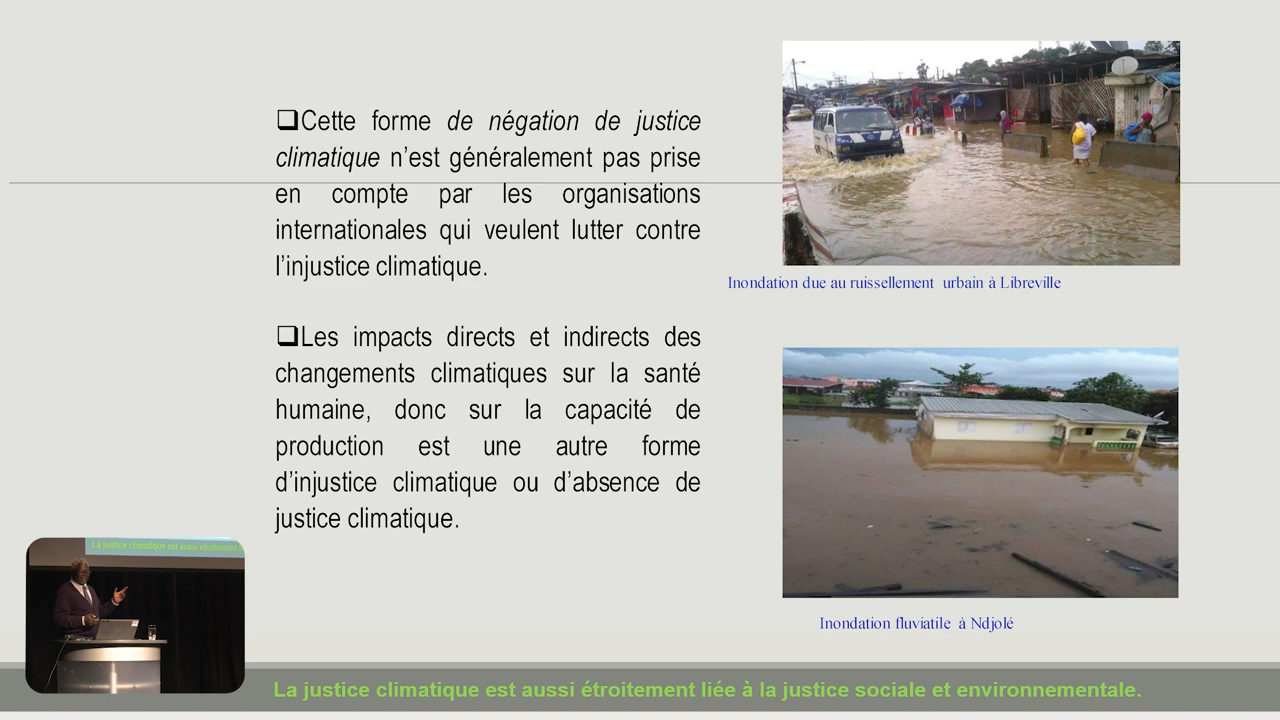 ❑Cette forme de négation de justice
climatique n’est généralement pas prise
en compte par les organisations
internationales qui veulent lutter contre
l’injustice climatique.
❑Les impacts directs et indirects des
changements climatiques sur la santé
humaine, donc sur la capacité de
production est une autre forme
d’injustice climatique ou d’absence de
justice climatique.
Inondation due au ruissellement urbain à Libreville
Inondation fluviatile à Ndjolé
La justice climatique est aussi étroitement
La justice climatique est aussi étroitement liée à la justice sociale et environnementale.